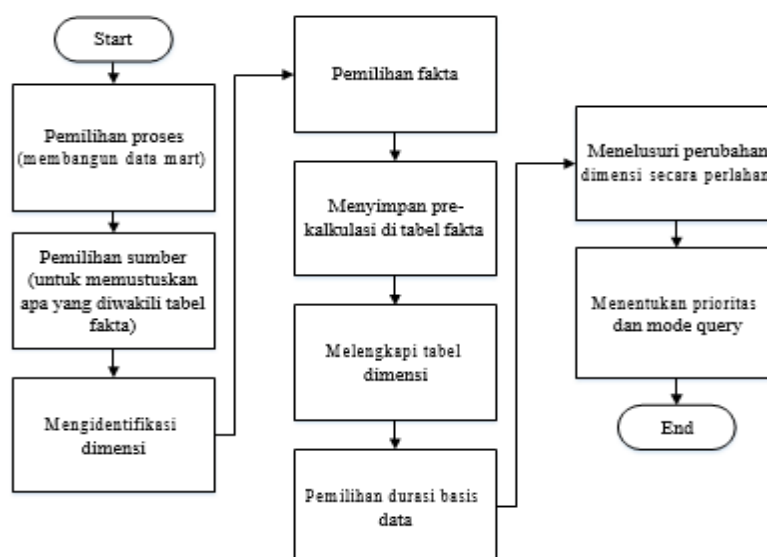 Start
Pemilihan proses
(membangun data mart)
Pemilihan sumber
(untuk memustuskan
apa yang diwakili tabel
fakta)
Mengidentifikasi
dimensi
Pemilihan fakta
Menyimpan pre-
kalkulasi di tabel fakta
Melengkapi tabel
dimensi
Pemilihan durasi basis
data
Menelusuri perubahan
dimensi secara perlahan
Menentukan prioritas
dan mode query
End